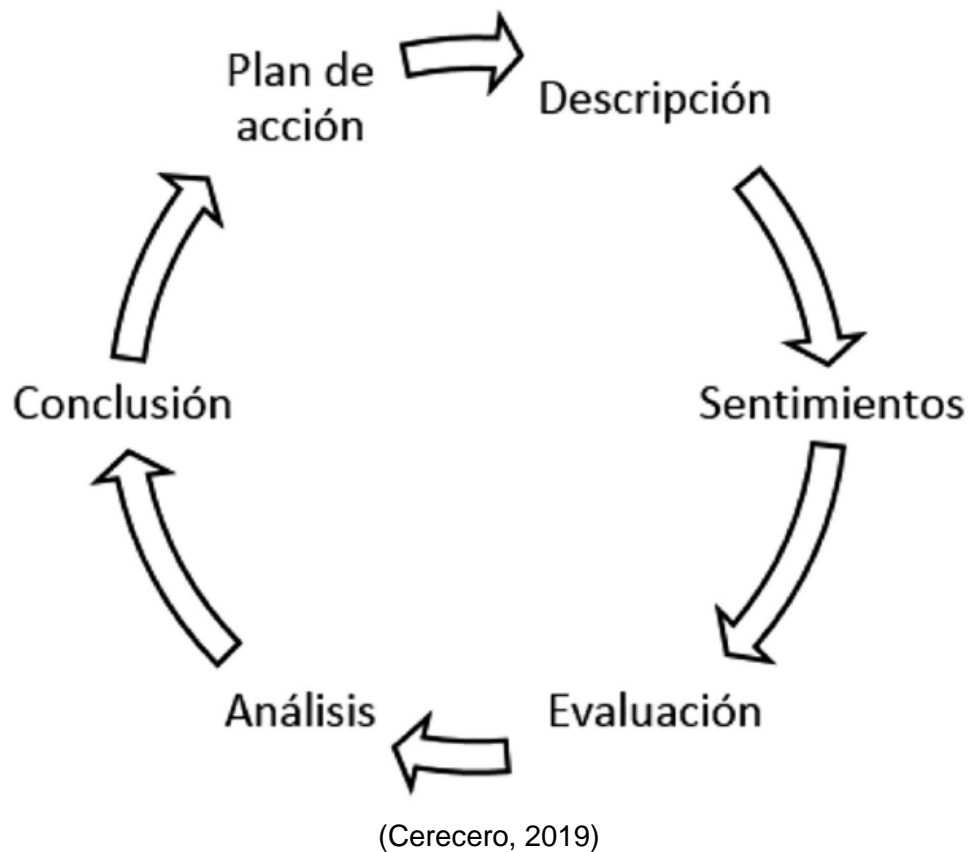 Plan de
acción
Descripción
Sentimientos
Evaluación
Análisis
Conclusión
(Cerecero, 2019)